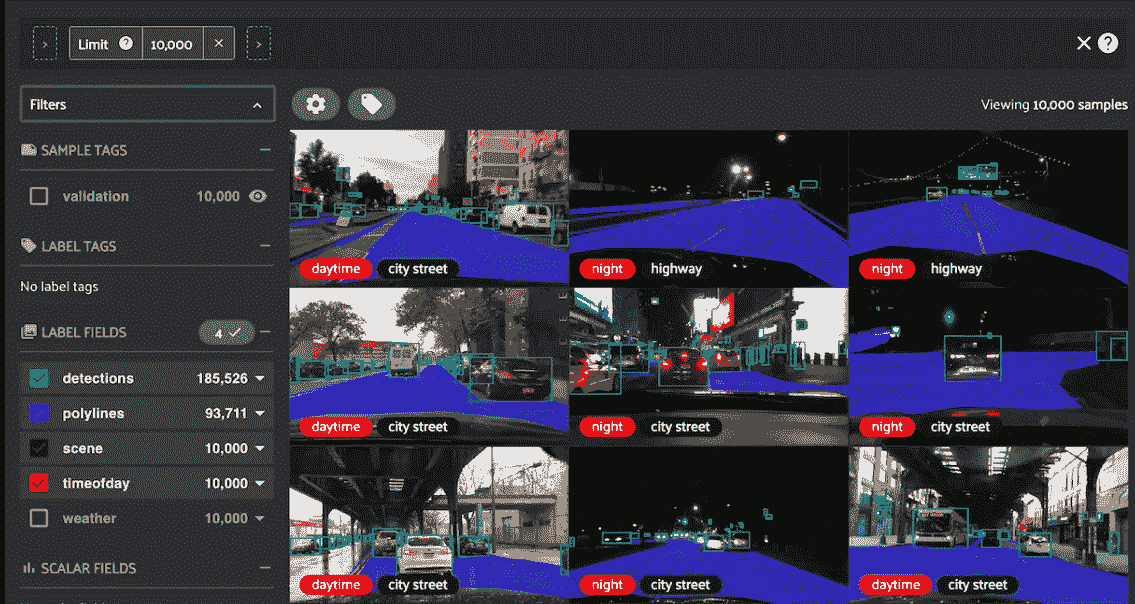 Limit ? 10,000 ×
× ?
Filters
Viewing 10,000 samples
SAMPLE TAGS
validation 10,000
LABEL TAGS
No label tags
LABEL FIELDS 4
detections 185,526
polylines 93,711
scene 10,000
timeofday 10,000
weather 10,000
SCALAR FIELDS
daytime city street
night highway
night highway
daytime city street
night city street
night city street
daytime city street
night city street
daytime city street